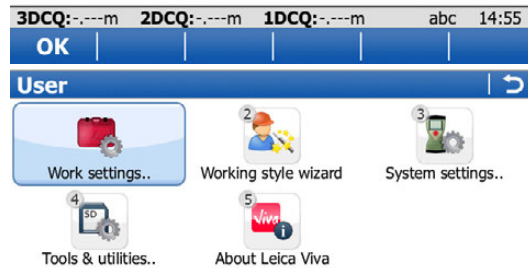 3DCQ:-.---m 2DCQ:-.---m 1DCQ:-.---m abc 14:55
OK
User
Work settings..
2 Working style wizard
3 System settings..
4 SD Tools & utilities..
5 viva About Leica Viva